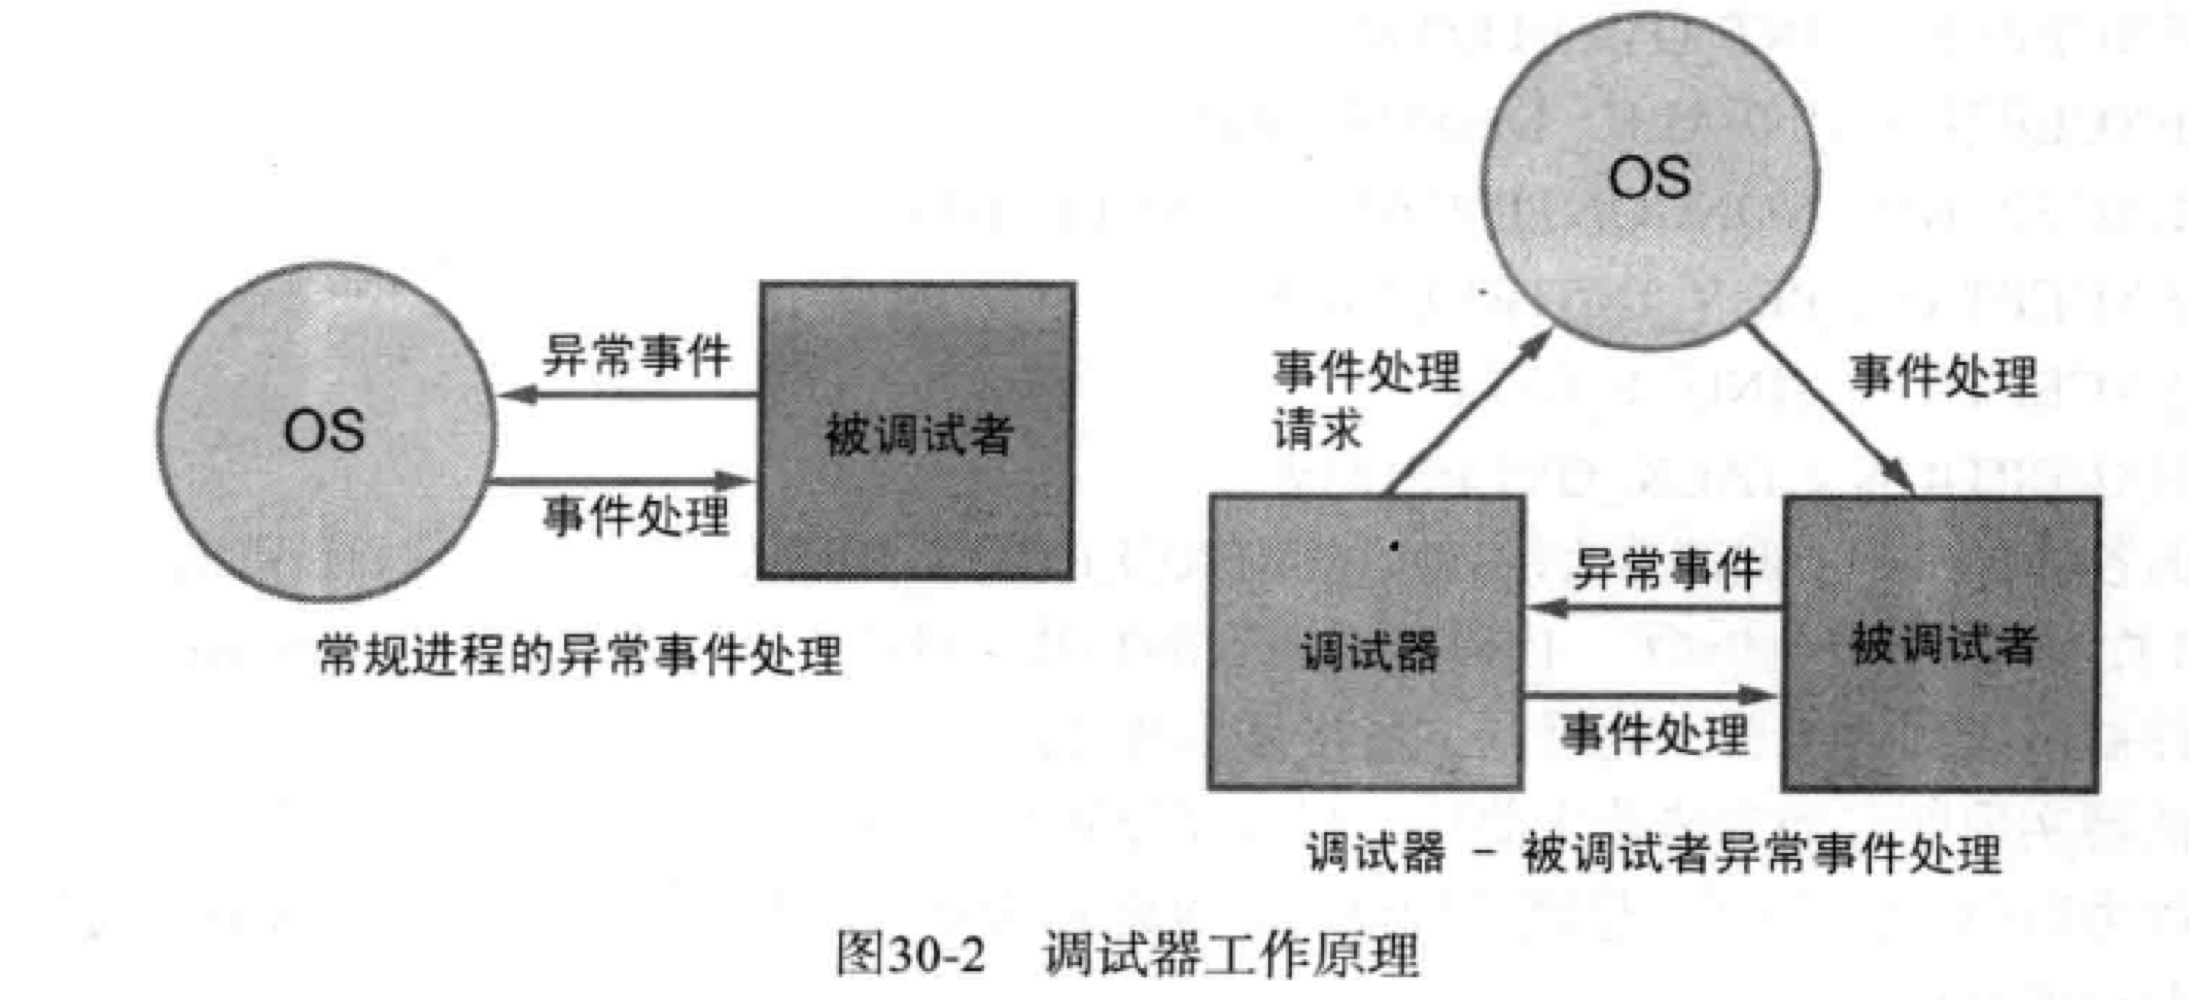 OS
异常事件
被调试者
事件处理
常规进程的异常事件处理
OS
事件处理
请求
事件处理
调试器
异常事件
被调试者
事件处理
调试器 - 被调试者异常事件处理
图30-2 调试器工作原理